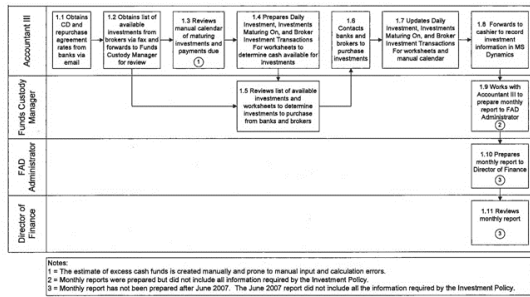 Accountant III
1.1 Obtains
CD and
repurchase
agreement
rates from
banks via
email
1.2 Obtains list of
available
investments from
brokers via fax and
forwards to Funds
Custody Manager
for review
1.3 Reviews
manual calendar
of maturing
investments and
payments due
1
1.4 Prepares Daily
Investment, Investments
Maturing On, and Broker
Investment Transactions
For worksheets to
determine cash available for
investments
1.6
Contacts
banks and
brokers to
purchase
investments
1.7 Updates Daily
Investment, Investments
Maturing On, and Broker
Investment Transactions
For worksheets and
manual calendar
1.8 Forwards to
cashier to record
investment
information in MS
Dynamics
Funds Custody
Manager
1.5 Reviews list of available
investments and
worksheets to determine
investments to purchase
from banks and brokers
1.9 Works with
Accountant III to
prepare monthly
report to FAD
Administrator
2
FAD
Administrator
1.10 Prepares
monthly report to
Director of Finance
3
Director of
Finance
1.11 Reviews
monthly report
3
Notes:
1 = The estimate of excess cash funds is created manually and prone to manual input and calculation errors.
2 = Monthly reports were prepared but did not include all information required by the Investment Policy.
3 = Monthly report has not been prepared after June 2007. The June 2007 report did not include all the information required by the Investment Policy.